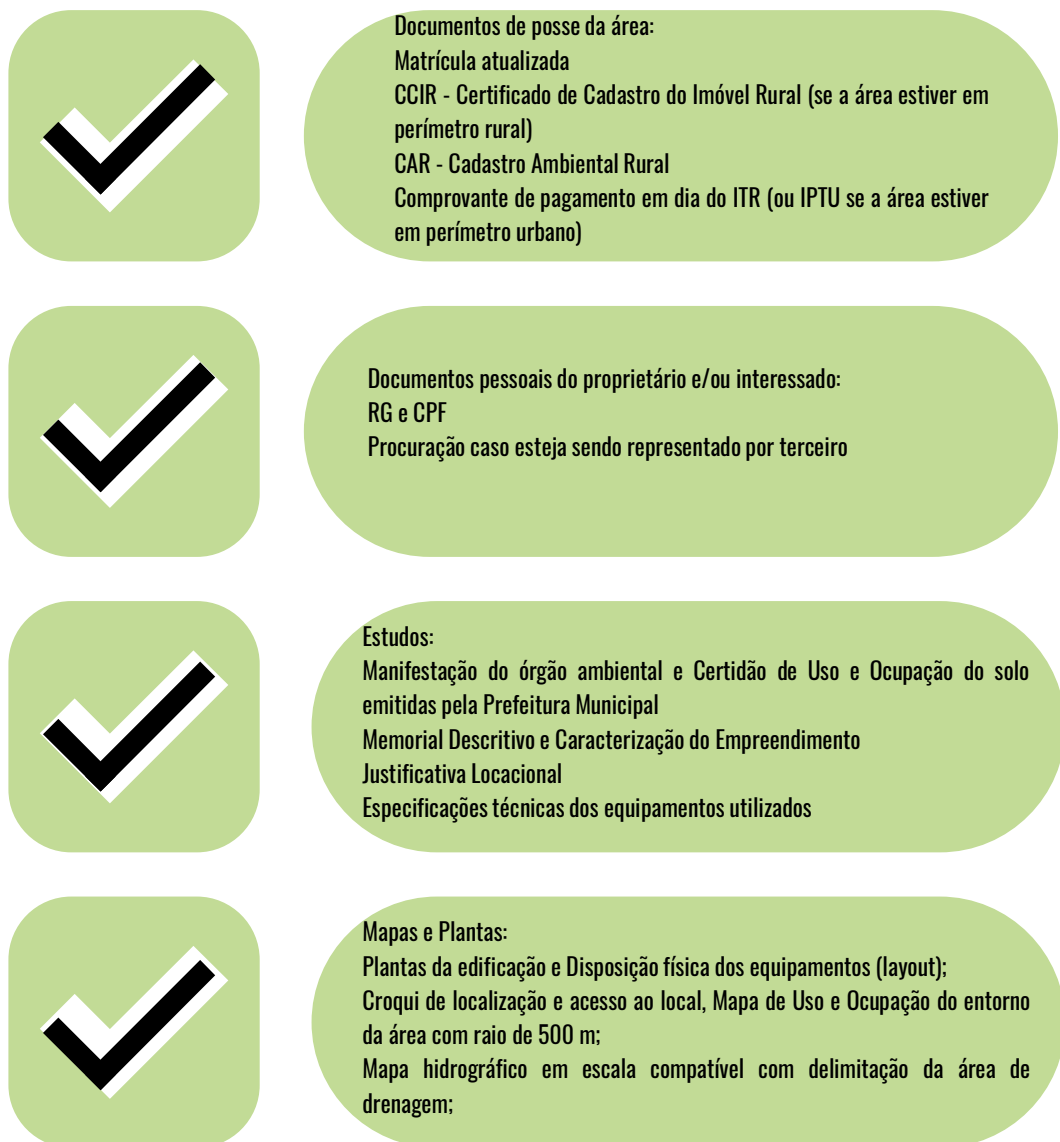 Documentos de posse da área:
Matrícula atualizada
CCIR - Certificado de Cadastro do Imóvel Rural (se a área estiver em
perímetro rural)
CAR - Cadastro Ambiental Rural
Comprovante de pagamento em dia do ITR (ou IPTU se a área estiver
em perímetro urbano)
Documentos pessoais do proprietário e/ou interessado:
RG e CPF
Procuração caso esteja sendo representado por terceiro
Estudos:
Manifestação do órgão ambiental e Certidão de Uso e Ocupação do solo
emitidas pela Prefeitura Municipal
Memorial Descritivo e Caracterização do Empreendimento
Justificativa Locacional
Especificações técnicas dos equipamentos utilizados
Mapas e Plantas:
Plantas da edificação e Disposição física dos equipamentos (layout);
Croqui de localização e acesso ao local, Mapa de Uso e Ocupação do entorno
da área com raio de 500 m;
Mapa hidrográfico em escala compatível com delimitação da área de
drenagem;